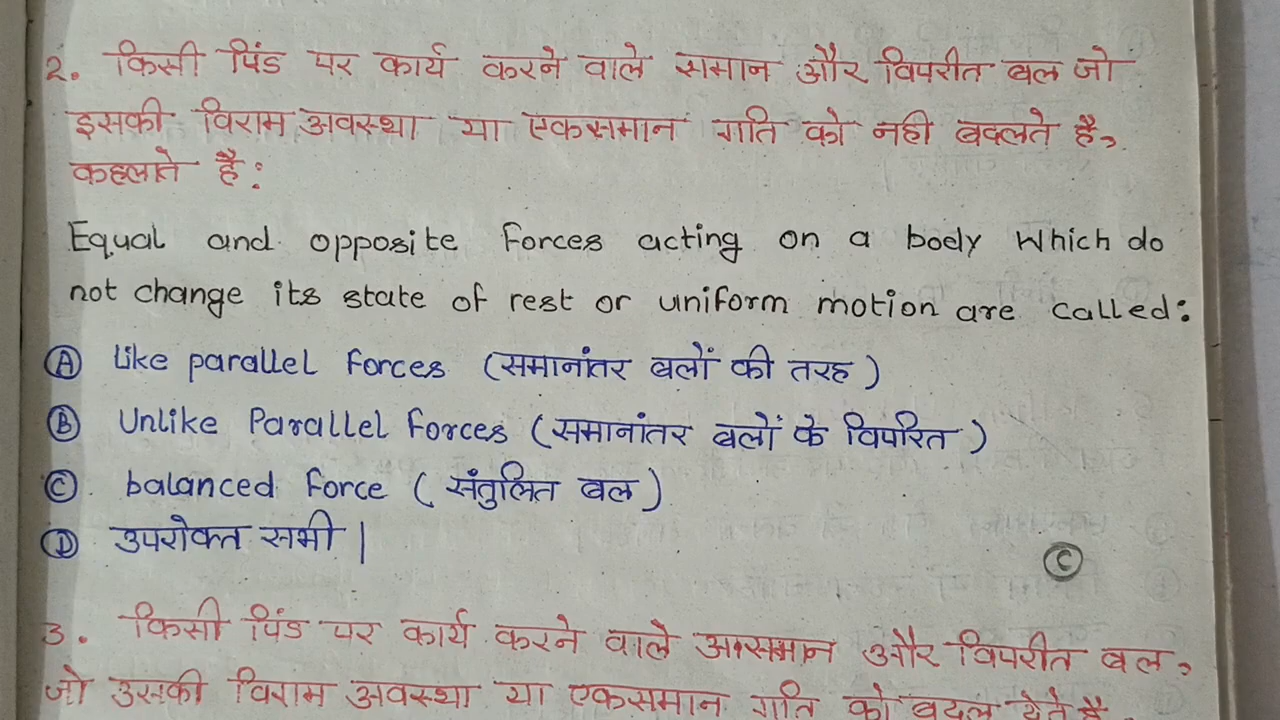 2. किसी पिंड पर कार्य करने वाले समान और विपरीत बल जो
इसकी विराम अवस्था या एकसमान गति को नही बदलते है,
कहलाते है:
Equal and opposite forces acting on a body which do
not change its state of rest or uniform motion are called:
Ⓐ Like parallel forces (समानांतर बलों की तरह)
Ⓑ Unlike Parallel forces (समानांतर बलों के विपरित)
Ⓒ. balanced force (संतुलित बल)
Ⓓ उपरोक्त सभी |
Ⓒ
3. किसी पिंड पर कार्य करने वाले असमान और विपरीत बल,
जो उसकी विराम अवस्था या एकसमान गति को बदल देते है